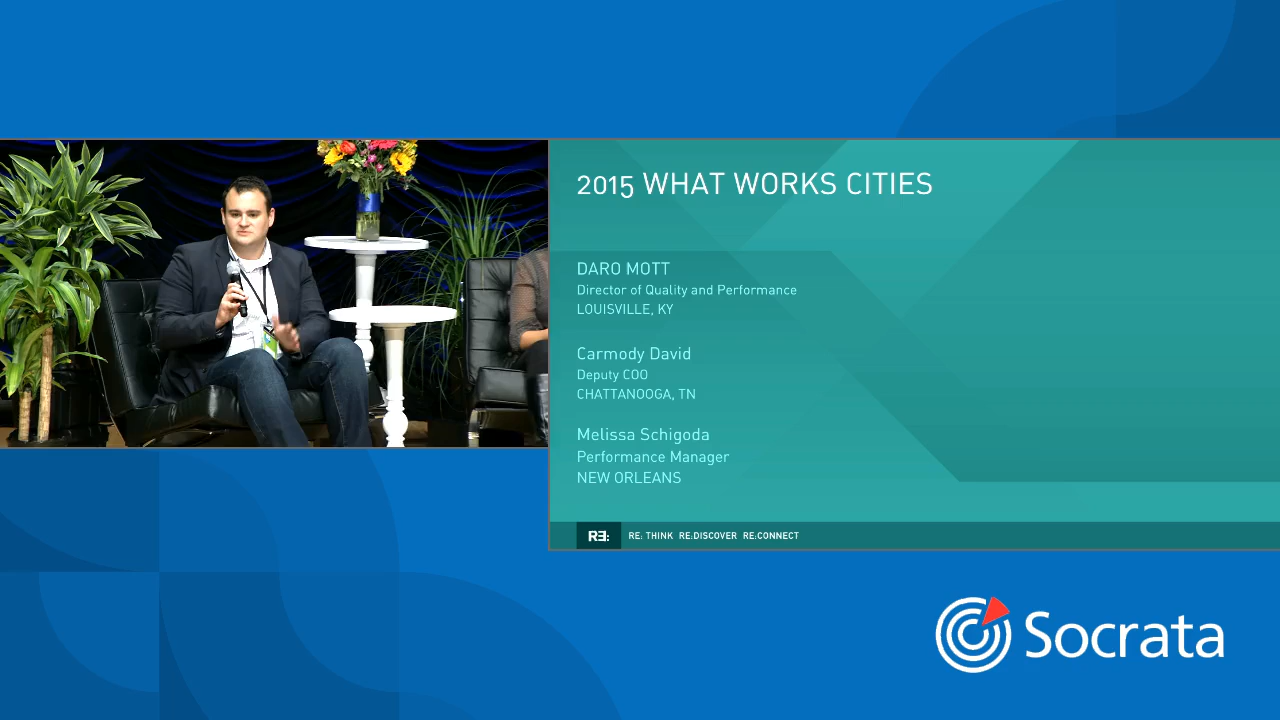 2015 WHAT WORKS CITIES
DARO MOTT
Director of Quality and Performance
LOUISVILLE, KY
Carmody David
Deputy COO
CHATTANOOGA, TN
Melissa Schigoda
Performance Manager
NEW ORLEANS
RE: RE: THINK RE:DISCOVER RE:CONNECT
Socrata